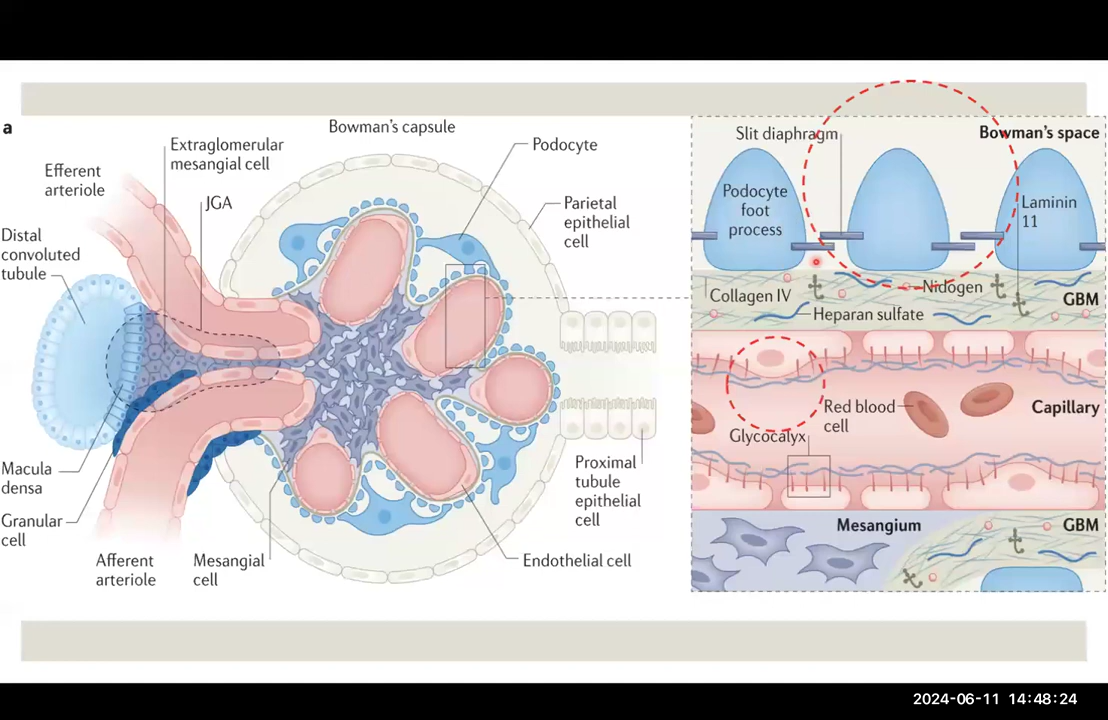 a
Bowman's capsule
Extraglomerular
mesangial cell
Efferent
arteriole
JGA
Distal
convoluted
tubule
Podocyte
Parietal
epithelial
cell
Macula
densa
Granular
cell
Afferent
arteriole
Mesangial
cell
Proximal
tubule
epithelial
cell
Endothelial cell
Slit diaphragm
Bowman's space
Podocyte
foot
process
Laminin
11
Collagen IV
Nidogen
GBM
Heparan sulfate
Red blood
cell
Capillary
Glycocalyx
Mesangium
GBM
2024-06-11 14:48:24